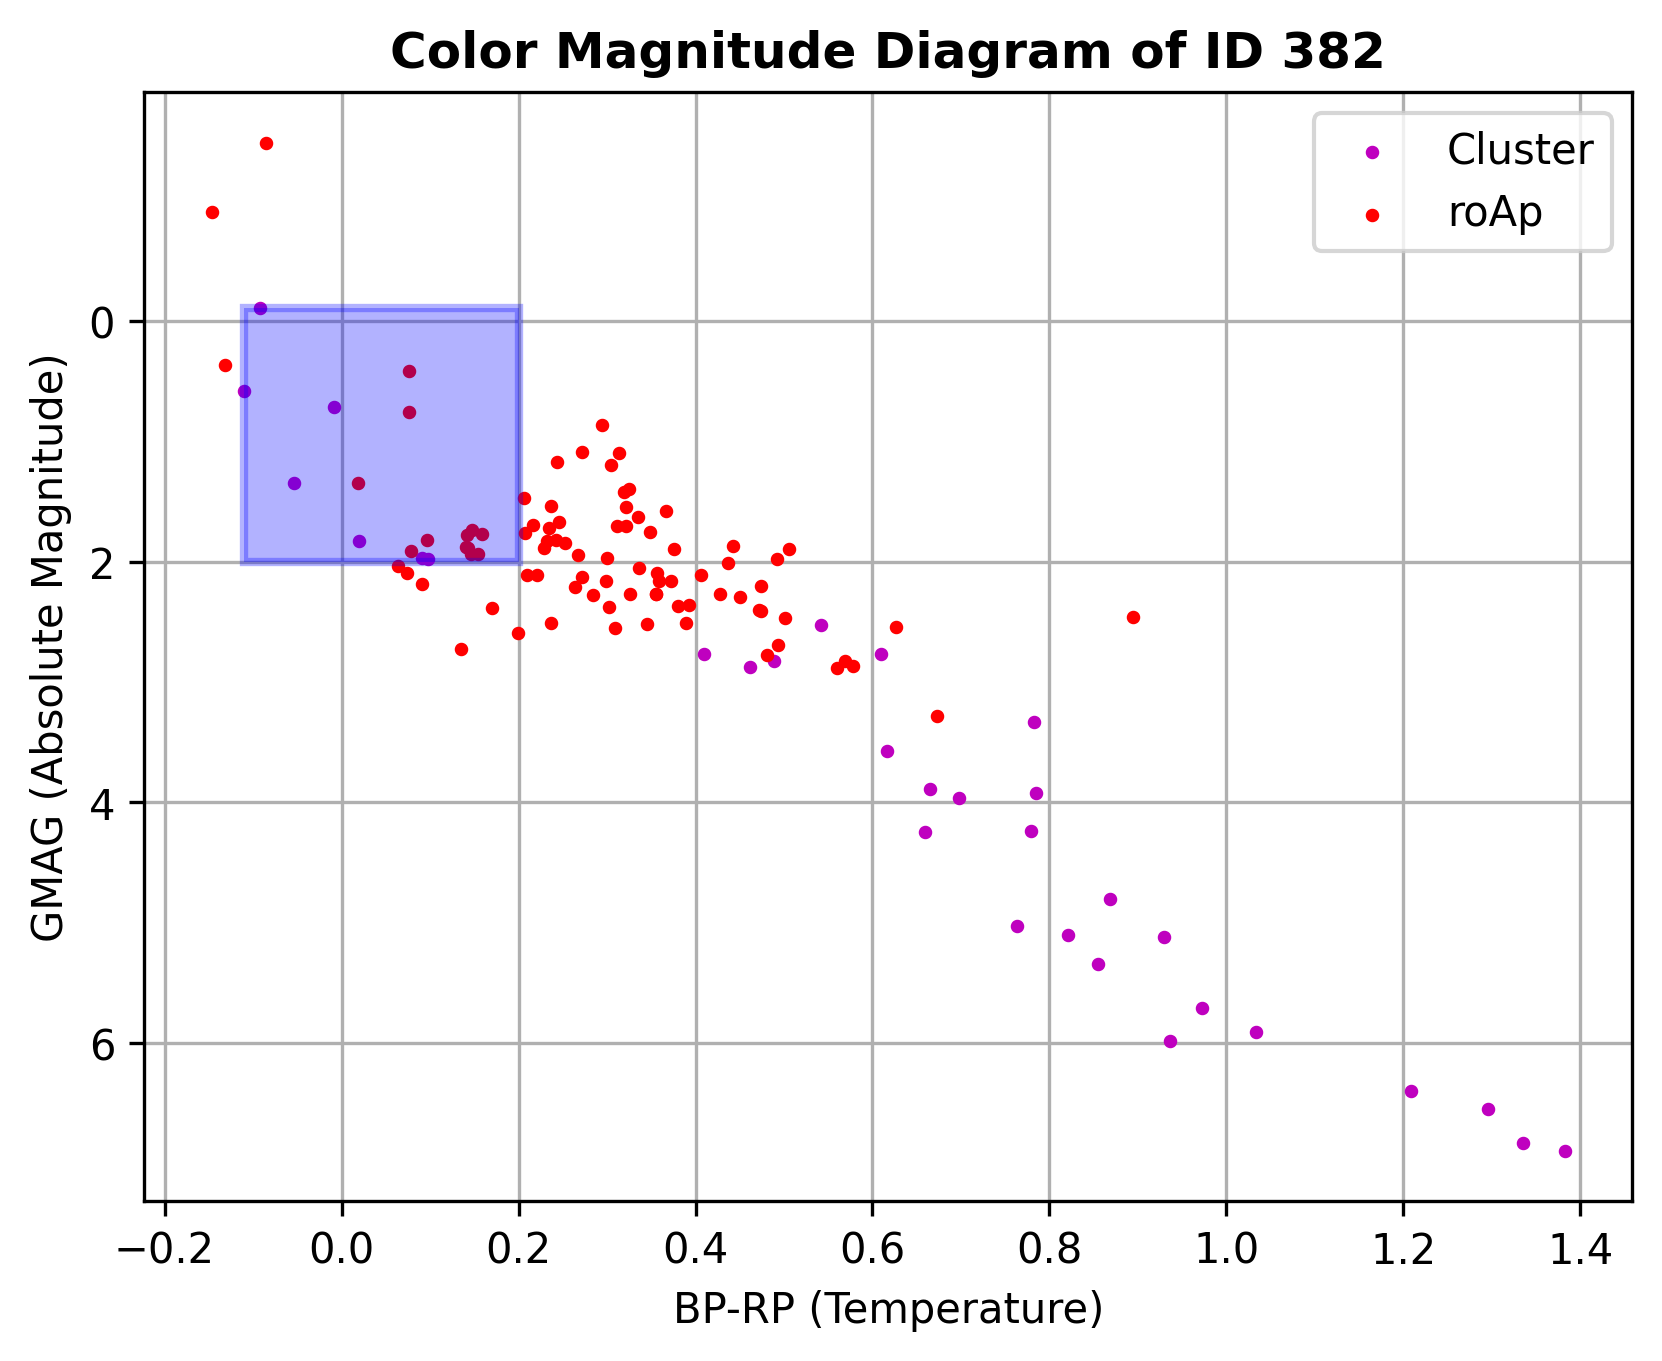 Color Magnitude Diagram of ID 382
Cluster
roAp
GMAG (Absolute Magnitude)
0
2
4
6
−0.2 0.0 0.2 0.4 0.6 0.8 1.0 1.2 1.4
BP-RP (Temperature)